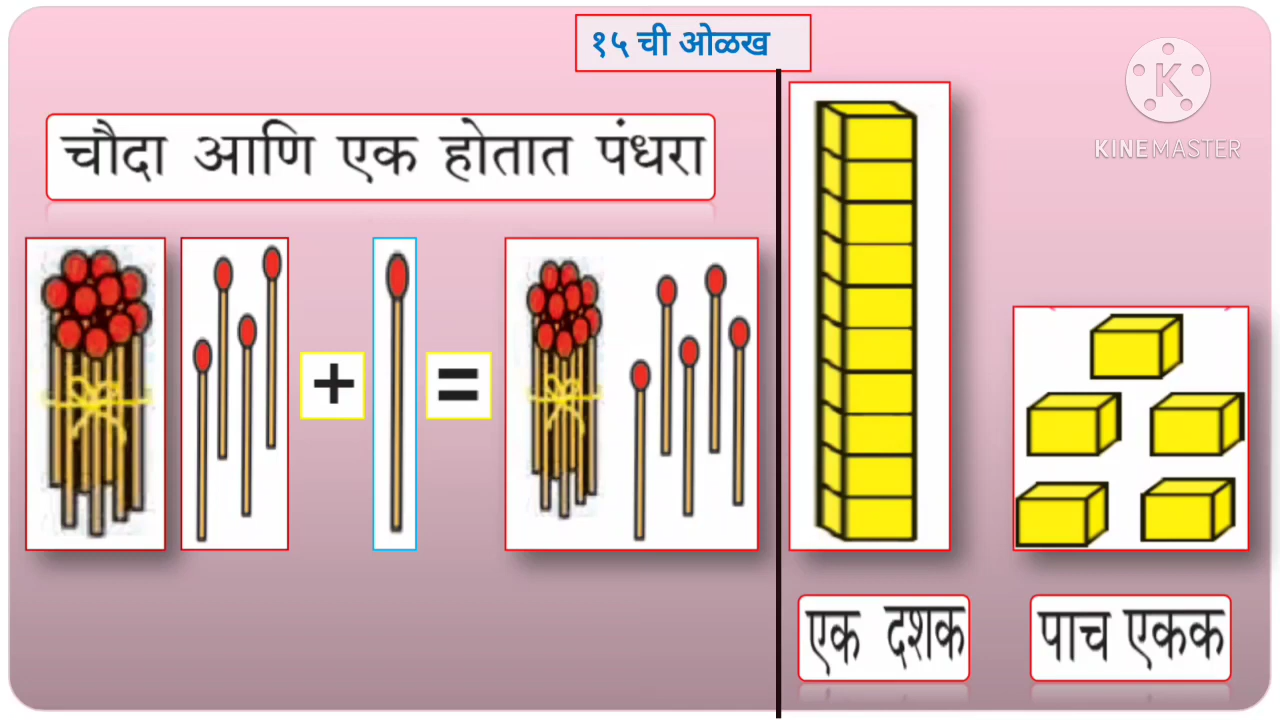 १५ ची ओळख
KINEMASTER
चौदा आणि एक होतात पंधरा
+ =
एक दशक
पाच एकक